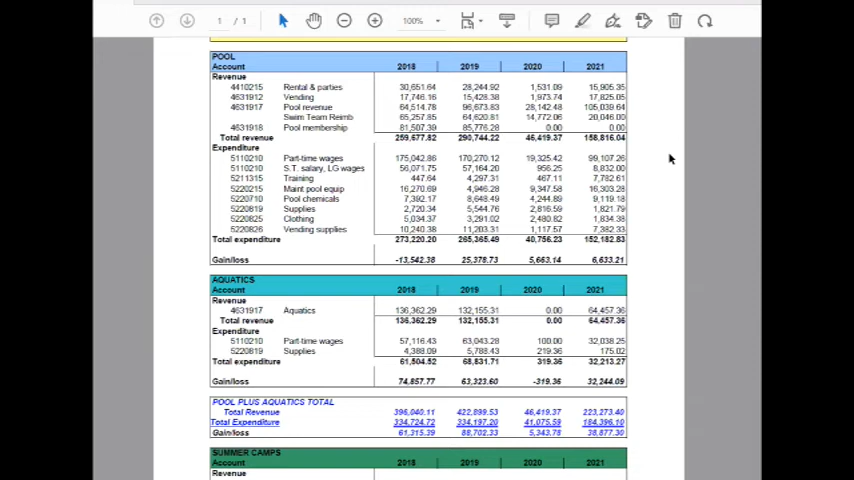 1 / 1 100%
POOL
Account 2018 2019 2020 2021
Revenue
4410215 Rental & parties 30,651.64 28,244.92 1,531.09 15,905.35
4631912 Vending 17,746.16 15,428.38 1,973.74 17,825.05
4631917 Pool revenue 64,514.78 96,673.83 28,142.48 105,039.64
Swim Team Reimb 65,257.85 64,620.81 14,772.06 20,046.00
4631918 Pool membership 81,507.39 85,776.28 0.00 0.00
Total revenue 259,677.82 290,744.22 46,419.37 158,816.04
Expenditure
5110210 Part-time wages 175,042.86 170,270.12 19,325.42 99,107.26
5110210 S.T. salary, LG wages 56,071.75 57,164.20 956.25 8,832.00
5211315 Training 447.64 4,297.31 467.11 7,782.61
5220215 Maint pool equip 16,270.69 4,946.28 9,347.58 16,303.28
5220710 Pool chemicals 7,392.17 8,648.49 4,244.89 9,119.18
5220819 Supplies 2,720.34 5,544.76 2,816.59 1,821.79
5220825 Clothing 5,034.37 3,291.02 2,480.82 1,834.38
5220826 Vending supplies 10,240.38 11,203.31 1,117.57 7,382.33
Total expenditure 273,220.20 265,365.49 40,756.23 152,182.83
Gain/loss -13,542.38 25,378.73 5,663.14 6,633.21
AQUATICS
Account 2018 2019 2020 2021
Revenue
4631917 Aquatics 136,362.29 132,155.31 0.00 64,457.36
Total revenue 136,362.29 132,155.31 0.00 64,457.36
Expenditure
5110210 Part-time wages 57,116.43 63,043.28 100.00 32,038.25
5220819 Supplies 4,388.09 5,788.43 219.36 175.02
Total expenditure 61,504.52 68,831.71 319.36 32,213.27
Gain/loss 74,857.77 63,323.60 -319.36 32,244.09
POOL PLUS AQUATICS TOTAL
Total Revenue 396,040.11 422,899.53 46,419.37 223,273.40
Total Expenditure 334,724.72 334,197.20 41,075.59 184,396.10
Gain/loss 61,315.39 88,702.33 5,343.78 38,877.30
SUMMER CAMPS
Account 2018 2019 2020 2021
Revenue